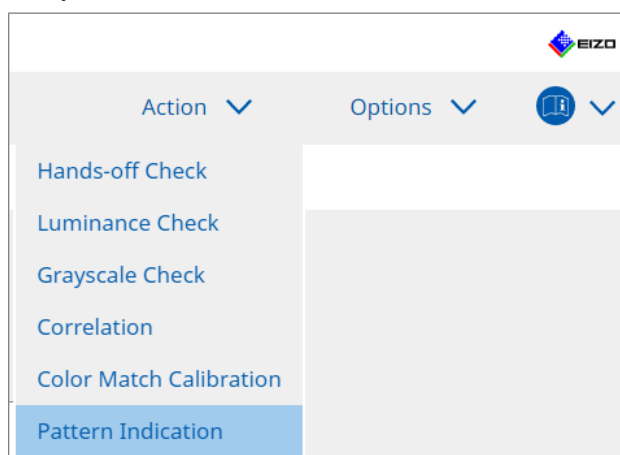 EIZO
Action Options
Hands-off Check
Luminance Check
Grayscale Check
Correlation
Color Match Calibration
Pattern Indication